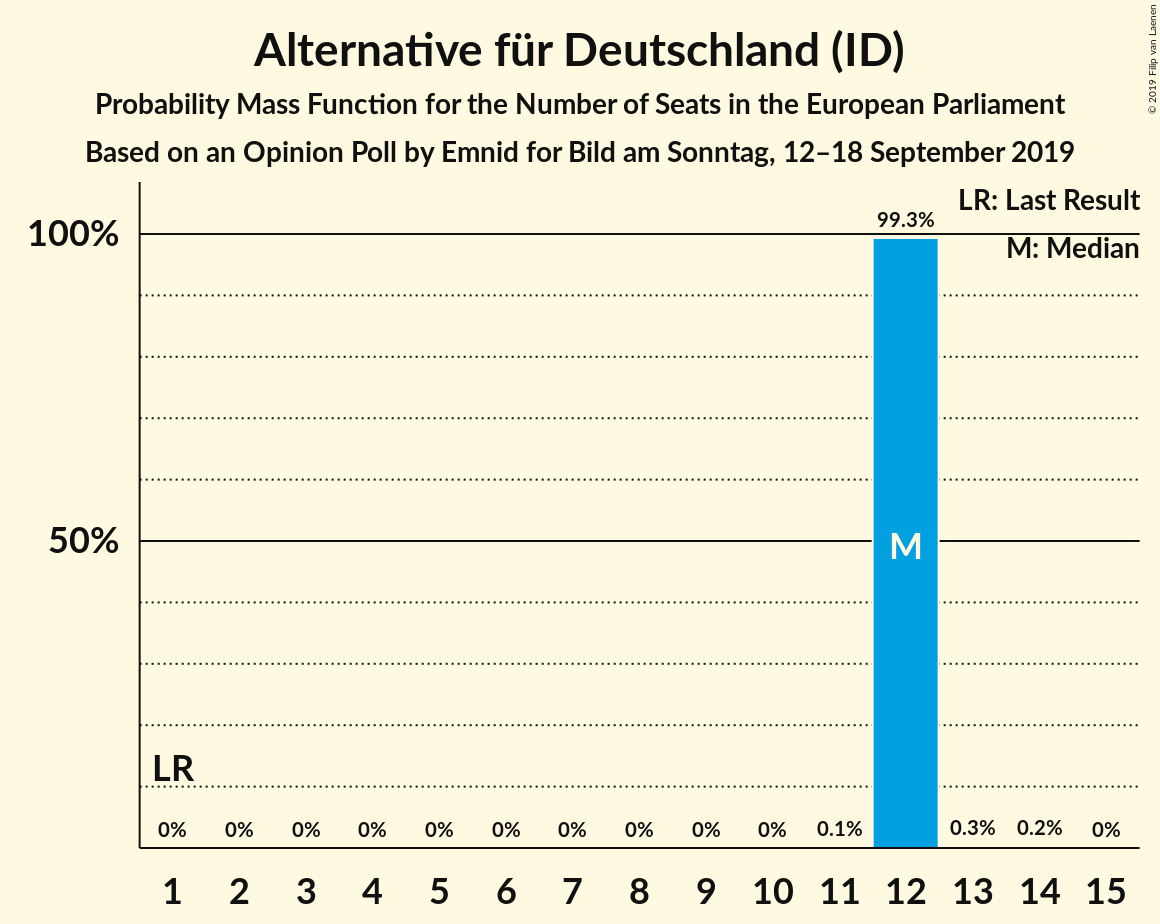 Alternative für Deutschland (ID)
Probability Mass Function for the Number of Seats in the European Parliament
Based on an Opinion Poll by Emnid for Bild am Sonntag, 12–18 September 2019
© 2019 Filip van Laenen
LR: Last Result
M: Median
100%
50%
99.3%
M
LR
0% 0% 0% 0% 0% 0% 0% 0% 0% 0% 0.1% 0.3% 0.2% 0%
1 2 3 4 5 6 7 8 9 10 11 12 13 14 15